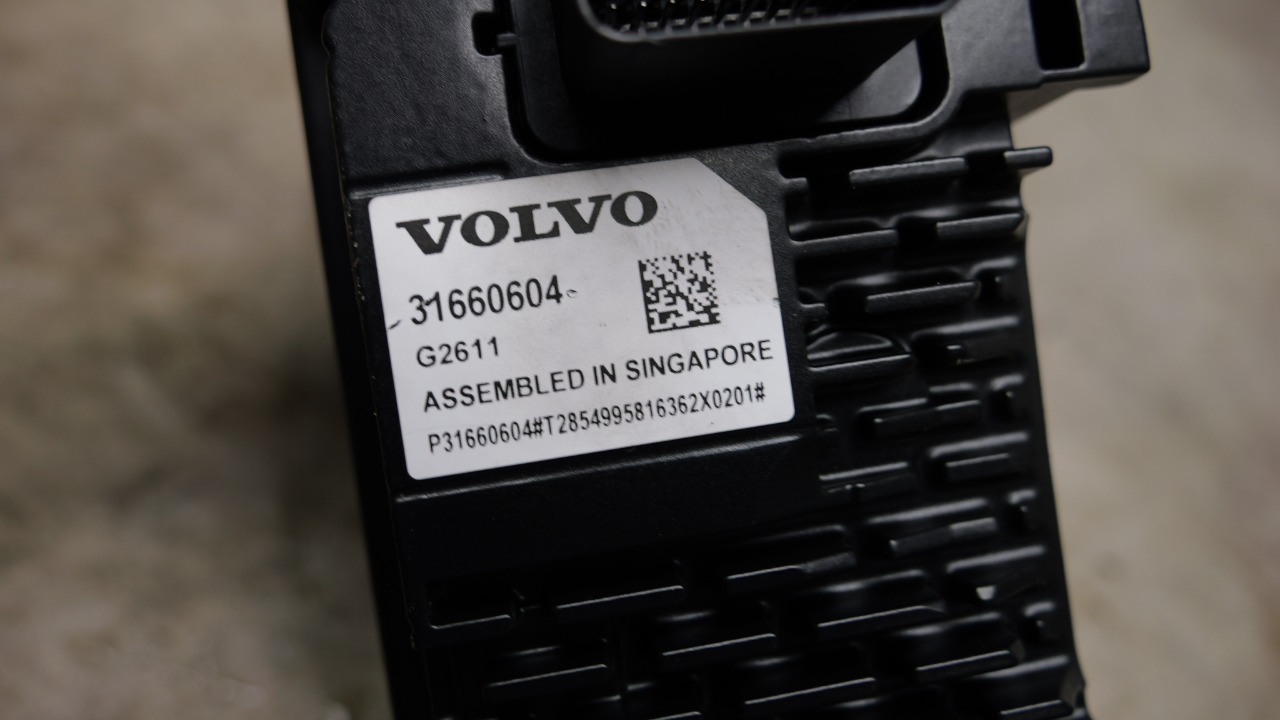 VOLVO
31660604
G2611
ASSEMBLED IN SINGAPORE
P31660604#T2854995816362X0201#